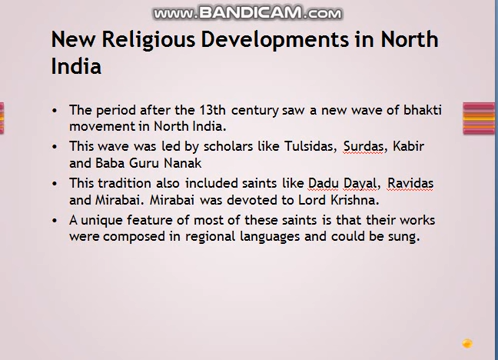 www.BANDICAM.com
New Religious Developments in North
India
• The period after the 13th century saw a new wave of bhakti
movement in North India.
• This wave was led by scholars like Tulsidas, Surdas, Kabir
and Baba Guru Nanak
• This tradition also included saints like Dadu Dayal, Ravidas
and Mirabai. Mirabai was devoted to Lord Krishna.
• A unique feature of most of these saints is that their works
were composed in regional languages and could be sung.